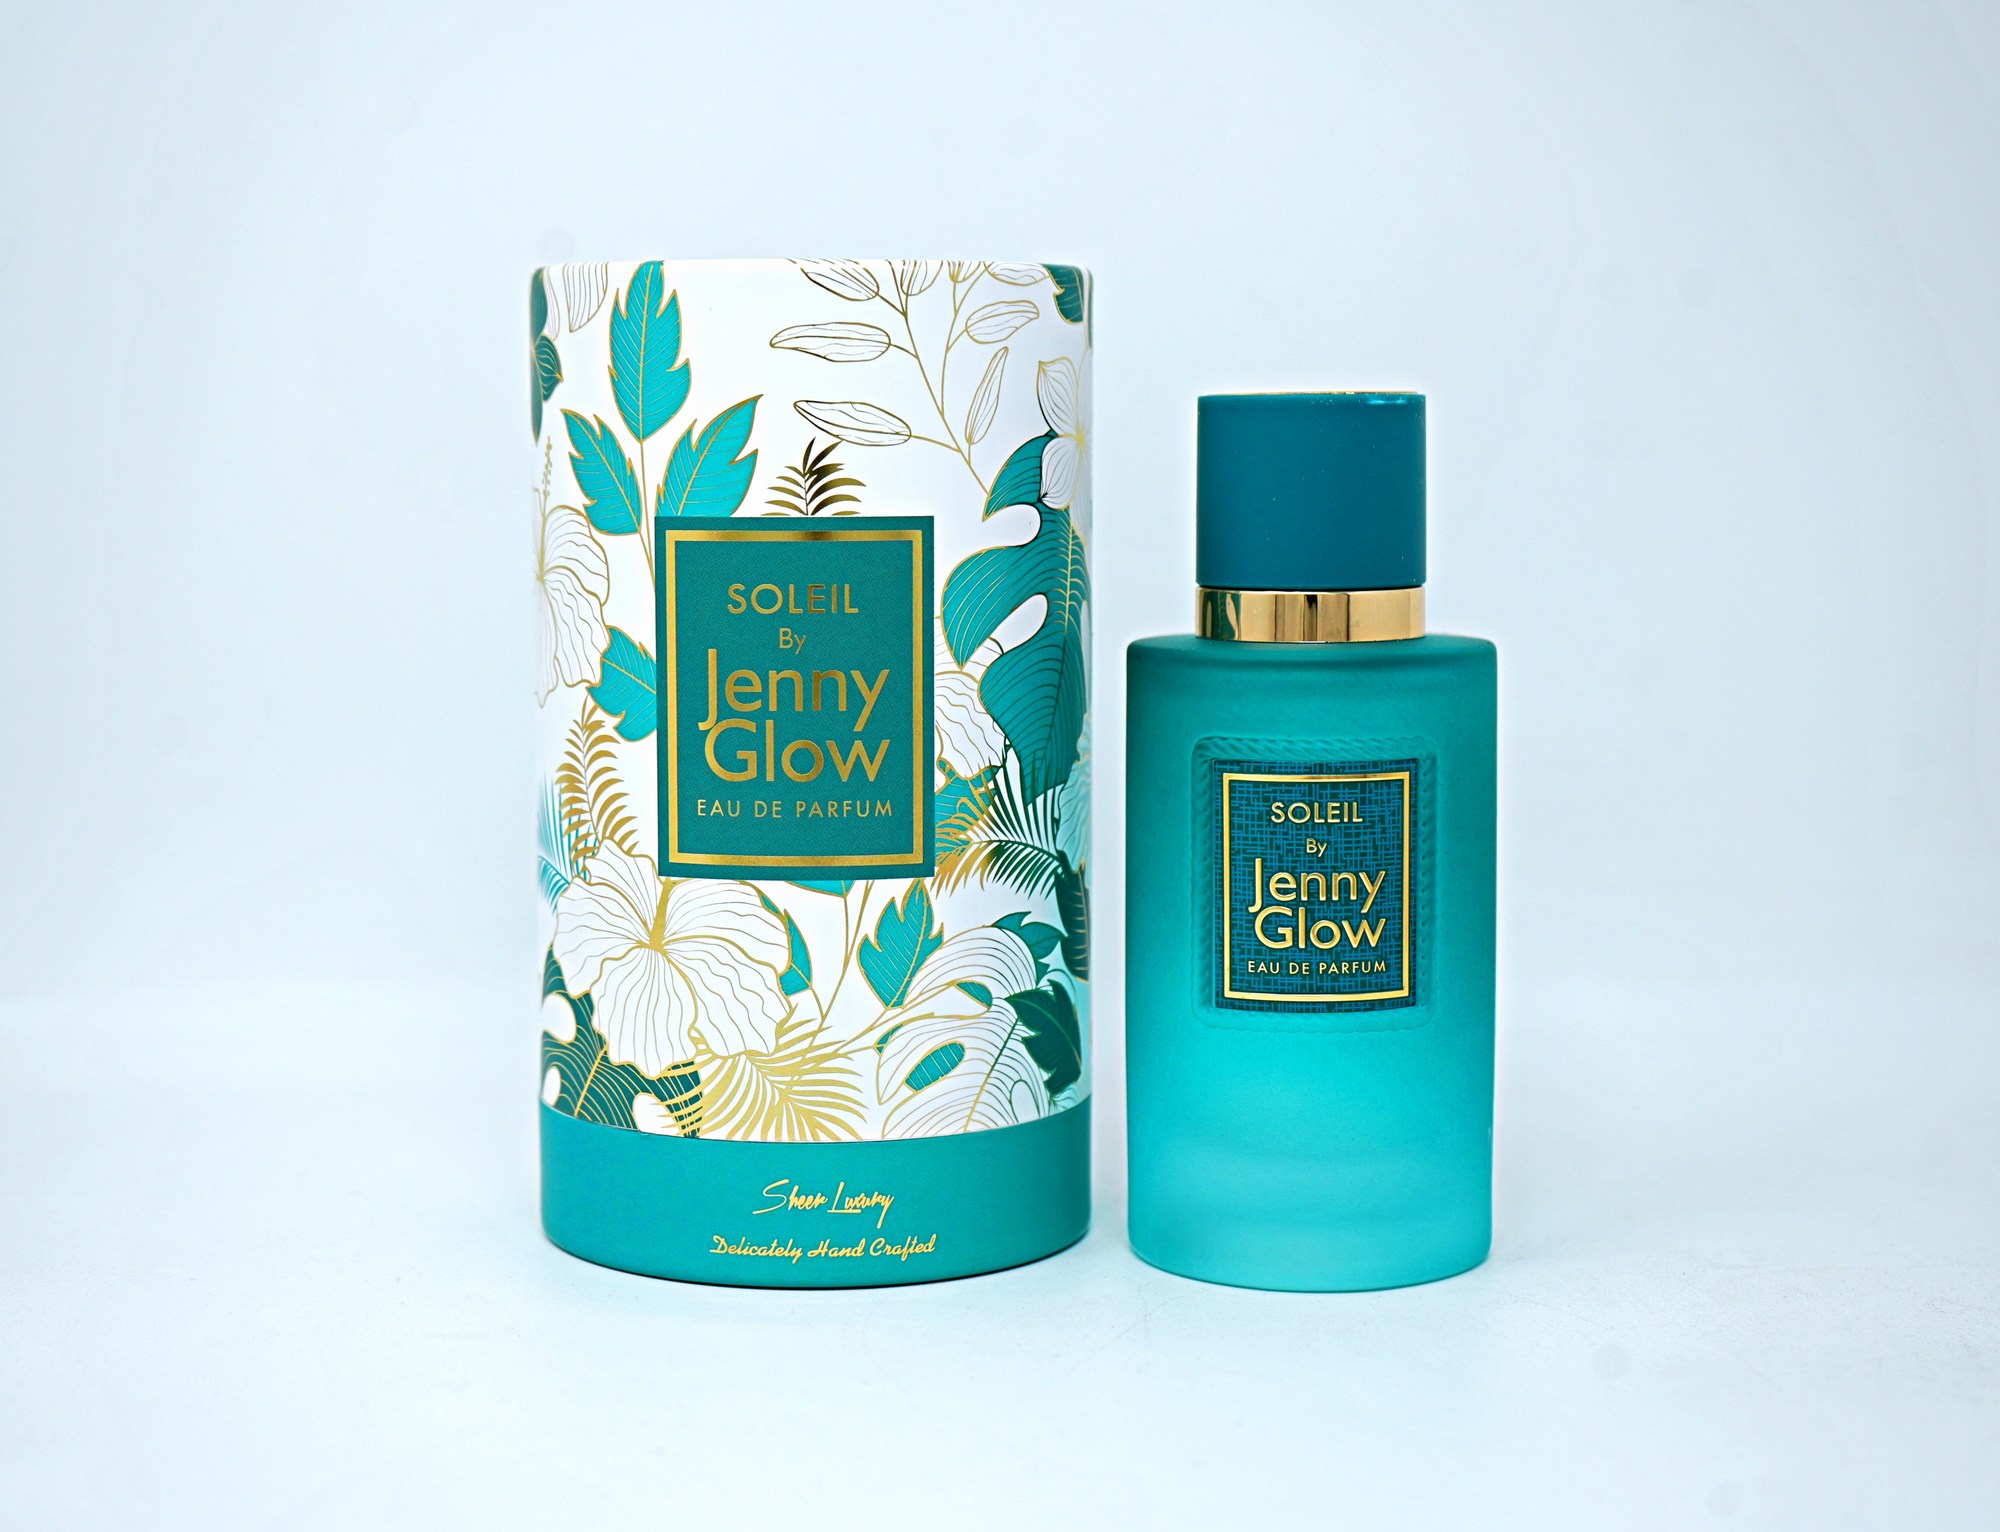 SOLEIL
By
Jenny
Glow
EAU DE PARFUM
Sheer Luxury
Delicately Hand Crafted
SOLEIL
By
Jenny
Glow
EAU DE PARFUM